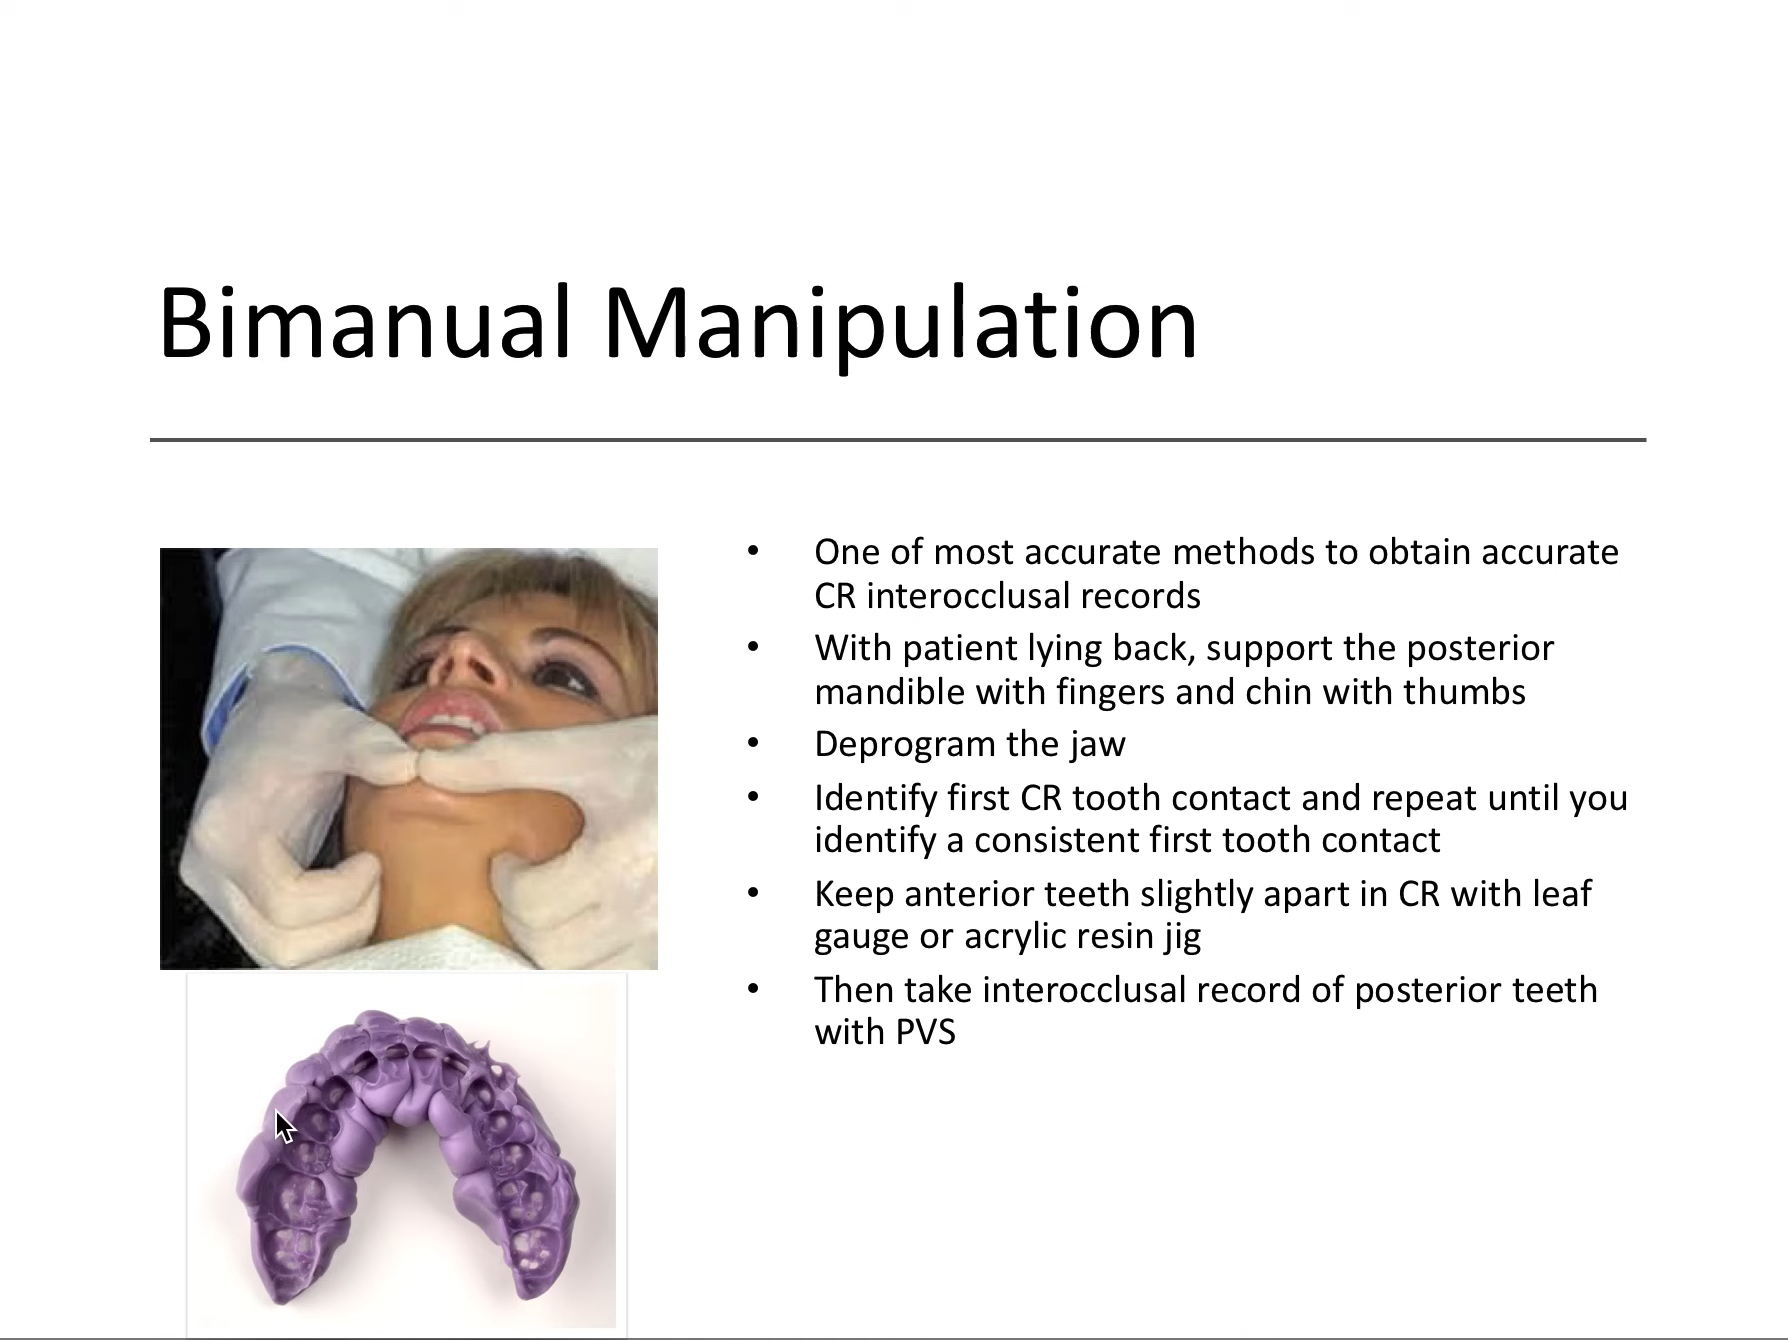 Bimanual Manipulation
• One of most accurate methods to obtain accurate
CR interocclusal records
• With patient lying back, support the posterior
mandible with fingers and chin with thumbs
• Deprogram the jaw
• Identify first CR tooth contact and repeat until you
identify a consistent first tooth contact
• Keep anterior teeth slightly apart in CR with leaf
gauge or acrylic resin jig
• Then take interocclusal record of posterior teeth
with PVS